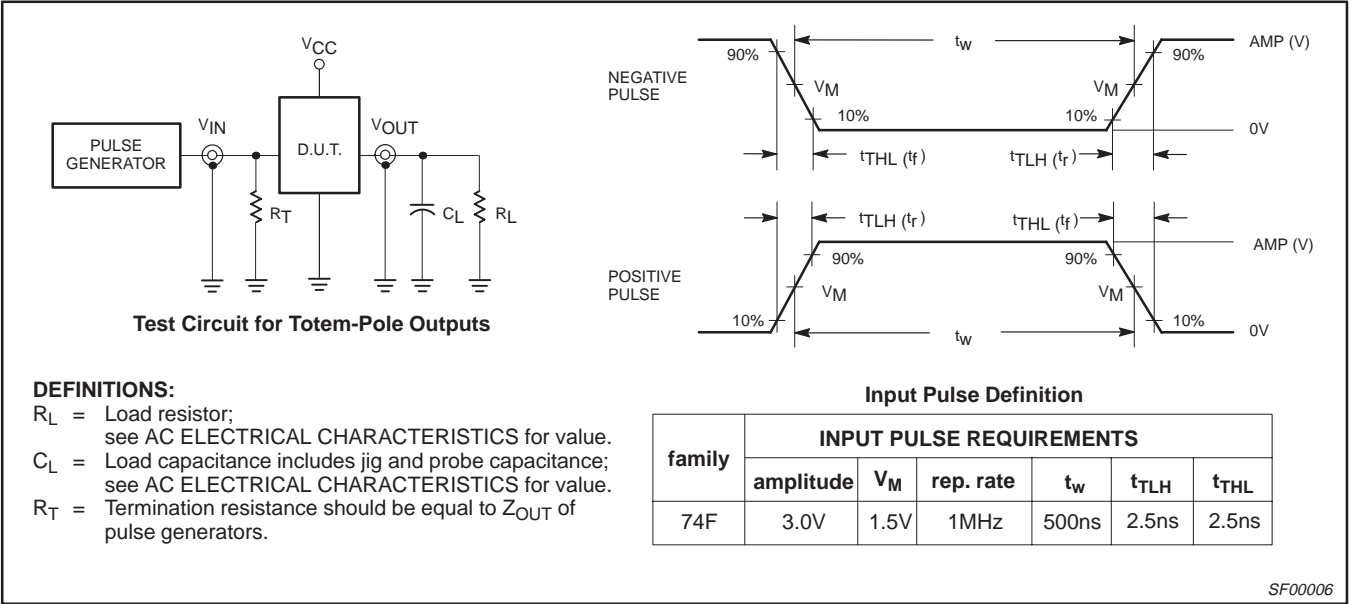 VCC
VIN
VOUT
PULSE
GENERATOR
D.U.T.
RT
CL
RL
Test Circuit for Totem-Pole Outputs
NEGATIVE
PULSE
90%
tw
90%
AMP (V)
VM
VM
10%
10%
0V
tTHL (tf)
tTLH (tr)
tTLH (tr)
tTHL (tf)
AMP (V)
90%
90%
POSITIVE
PULSE
VM
VM
10%
10%
tw
0V
Input Pulse Definition
DEFINITIONS:
RL = Load resistor;
see AC ELECTRICAL CHARACTERISTICS for value.
CL = Load capacitance includes jig and probe capacitance;
see AC ELECTRICAL CHARACTERISTICS for value.
RT = Termination resistance should be equal to ZOUT of
pulse generators.
family
INPUT PULSE REQUIREMENTS
amplitude VM rep. rate tw tTLH tTHL
74F 3.0V 1.5V 1MHz 500ns 2.5ns 2.5ns
SF00006